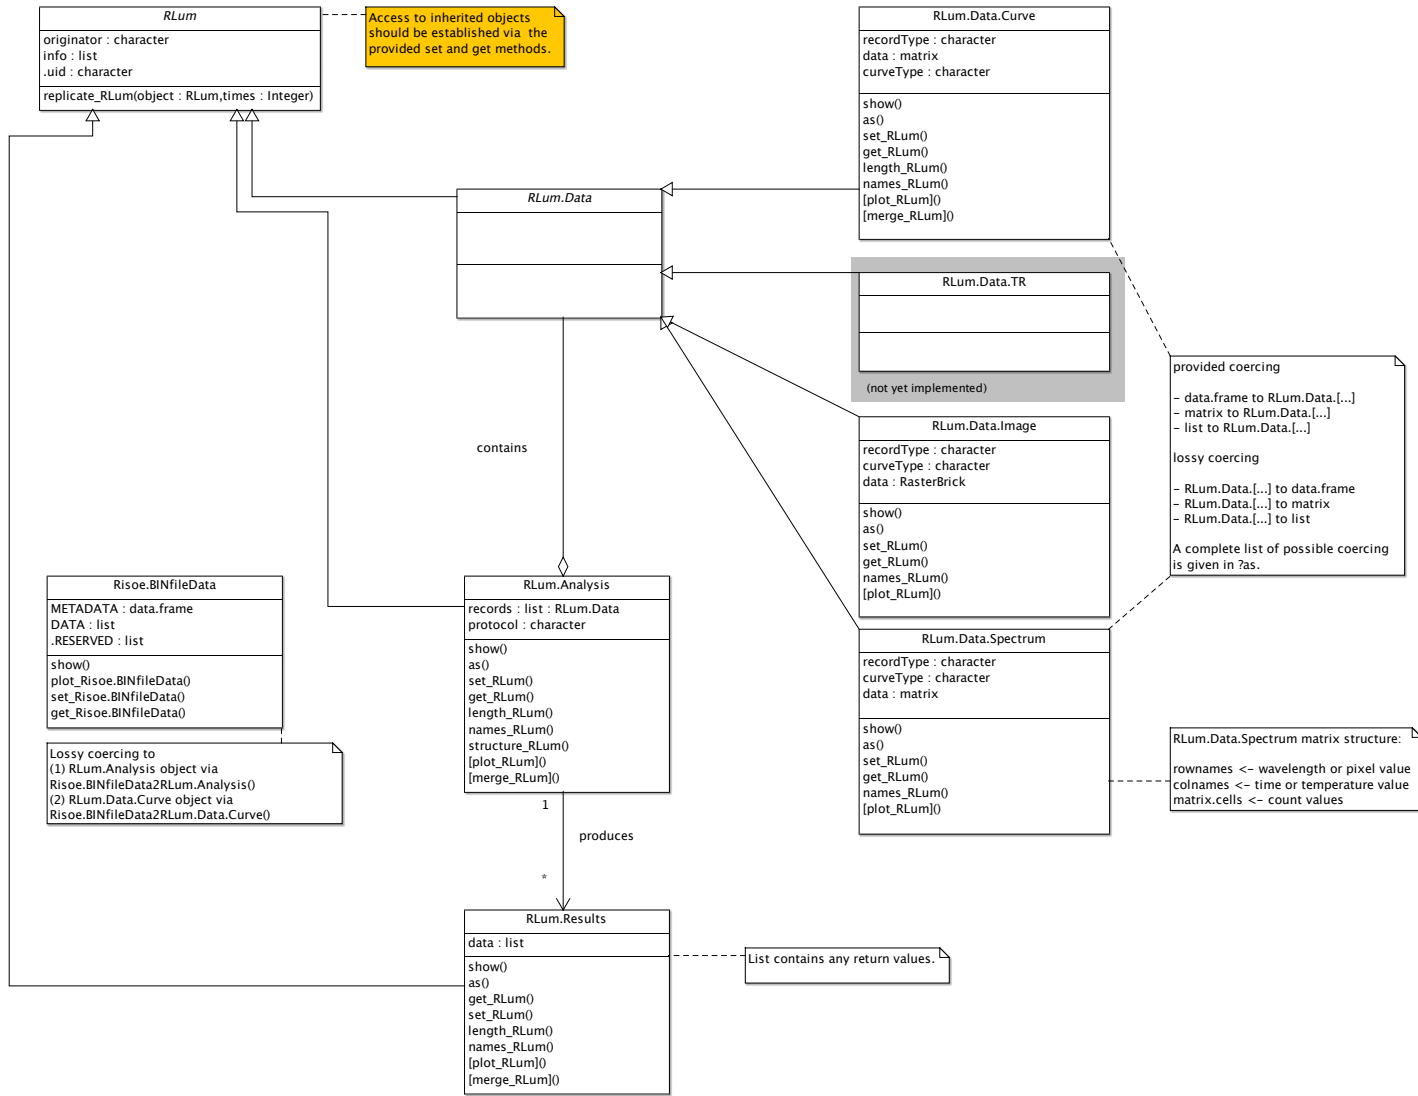 RLum
originator : character
info : list
.uid : character
replicate_RLum(object : RLum,times : Integer)
Access to inherited objects
should be established via  the
provided set and get methods.
RLum.Data.Curve
recordType : character
data : matrix
curveType : character
show()
as()
set_RLum()
get_RLum()
length_RLum()
names_RLum()
[plot_RLum]()
[merge_RLum]()
RLum.Data
RLum.Data.TR
(not yet implemented)
provided coercing
- data.frame to RLum.Data.[...]
- matrix to RLum.Data.[...]
- list to RLum.Data.[...]
lossy coercing
- RLum.Data.[...] to data.frame
- RLum.Data.[...] to matrix
- RLum.Data.[...] to list
A complete list of possible coercing
is given in ?as.
contains
RLum.Data.Image
recordType : character
curveType : character
data : RasterBrick
show()
as()
set_RLum()
get_RLum()
names_RLum()
[plot_RLum]()
Risoe.BINfileData
METADATA : data.frame
DATA : list
.RESERVED : list
show()
plot_Risoe.BINfileData()
set_Risoe.BINfileData()
get_Risoe.BINfileData()
Lossy coercing to
(1) RLum.Analysis object via
Risoe.BINfileData2RLum.Analysis()
(2) RLum.Data.Curve object via
Risoe.BINfileData2RLum.Data.Curve()
RLum.Analysis
records : list : RLum.Data
protocol : character
show()
as()
set_RLum()
get_RLum()
length_RLum()
names_RLum()
structure_RLum()
[plot_RLum]()
[merge_RLum]()
1
produces
*
RLum.Data.Spectrum
recordType : character
curveType : character
data : matrix
show()
as()
set_RLum()
get_RLum()
names_RLum()
[plot_RLum]()
RLum.Data.Spectrum matrix structure:
rownames <- wavelength or pixel value
colnames <- time or temperature value
matrix.cells <- count values
RLum.Results
data : list
show()
as()
get_RLum()
set_RLum()
length_RLum()
names_RLum()
[plot_RLum]()
[merge_RLum]()
List contains any return values.